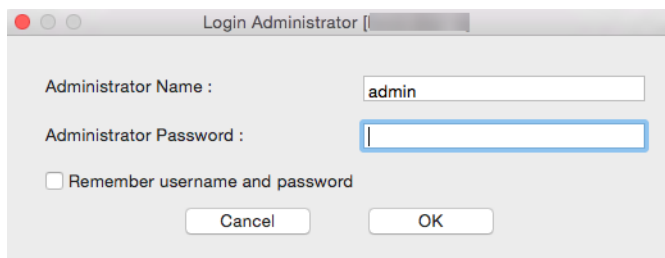 Login Administrator [
Administrator Name :
admin
Administrator Password :
Remember username and password
Cancel
OK